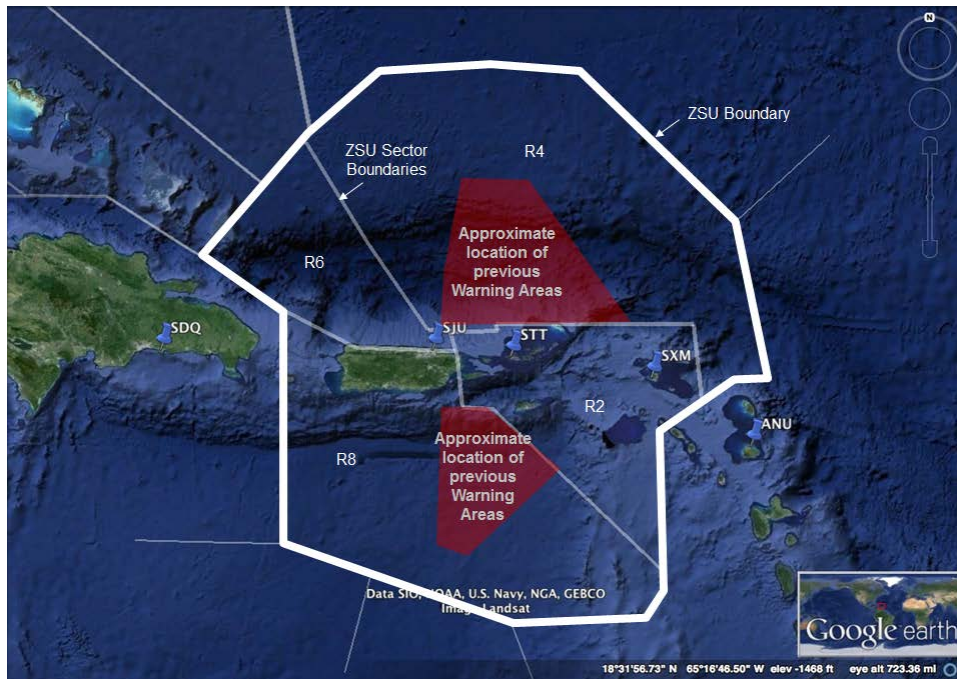 N
ZSU Boundary
ZSU Sector
Boundaries
R4
Approximate
location of
previous
Warning Areas
R6
SDQ
SJU
STT
SXM
R2
ANU
Approximate
location of
previous
Warning
Areas
R8
Data SIO, NOAA, U.S. Navy, NGA, GEBCO
Image Landsat
Google earth
18°31'56.73" N 65°16'46.50" W elev -1468 ft eye alt 723.36 mi